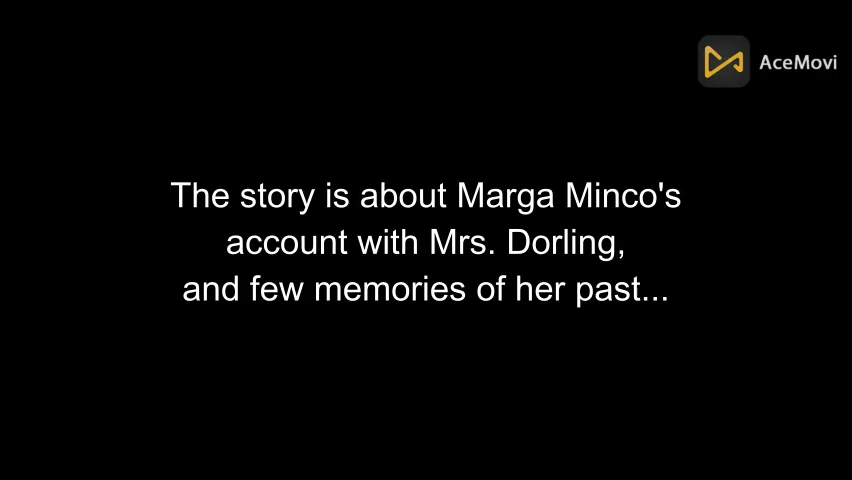 AceMovi
The story is about Marga Minco's
account with Mrs. Dorling,
and few memories of her past...